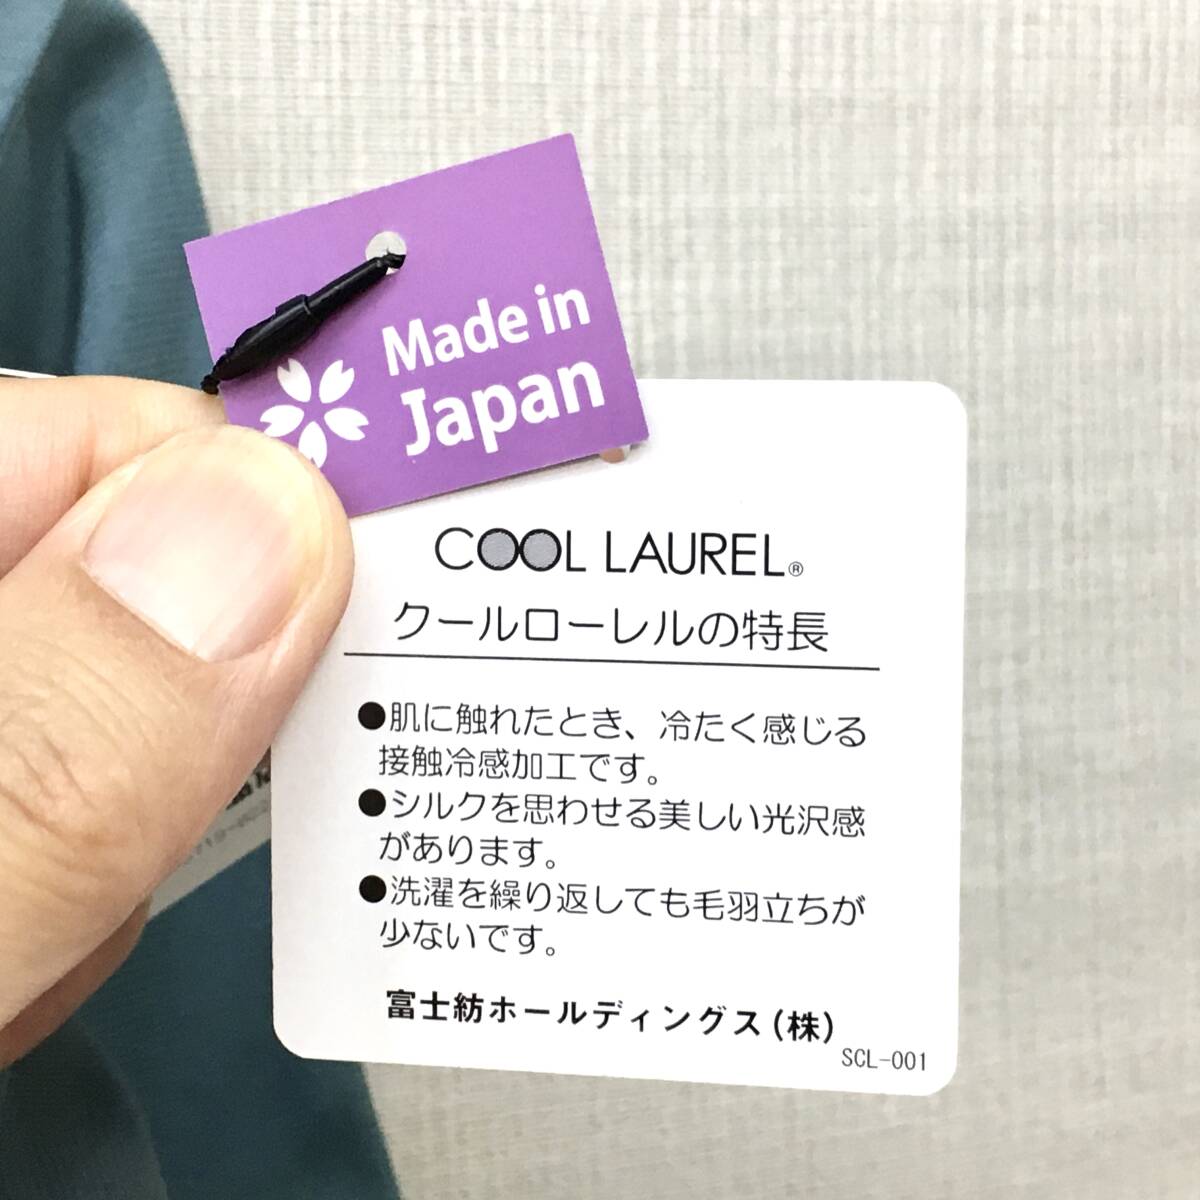 Made in
Japan
COOL LAUREL®
クールローレルの特長
●肌に触れたとき、冷たく感じる
接触冷感加工です。
●シルクを思わせる美しい光沢感
があります。
●洗濯を繰り返しても毛羽立ちが
少ないです。
富士紡ホールディングス(株)
SCL-001